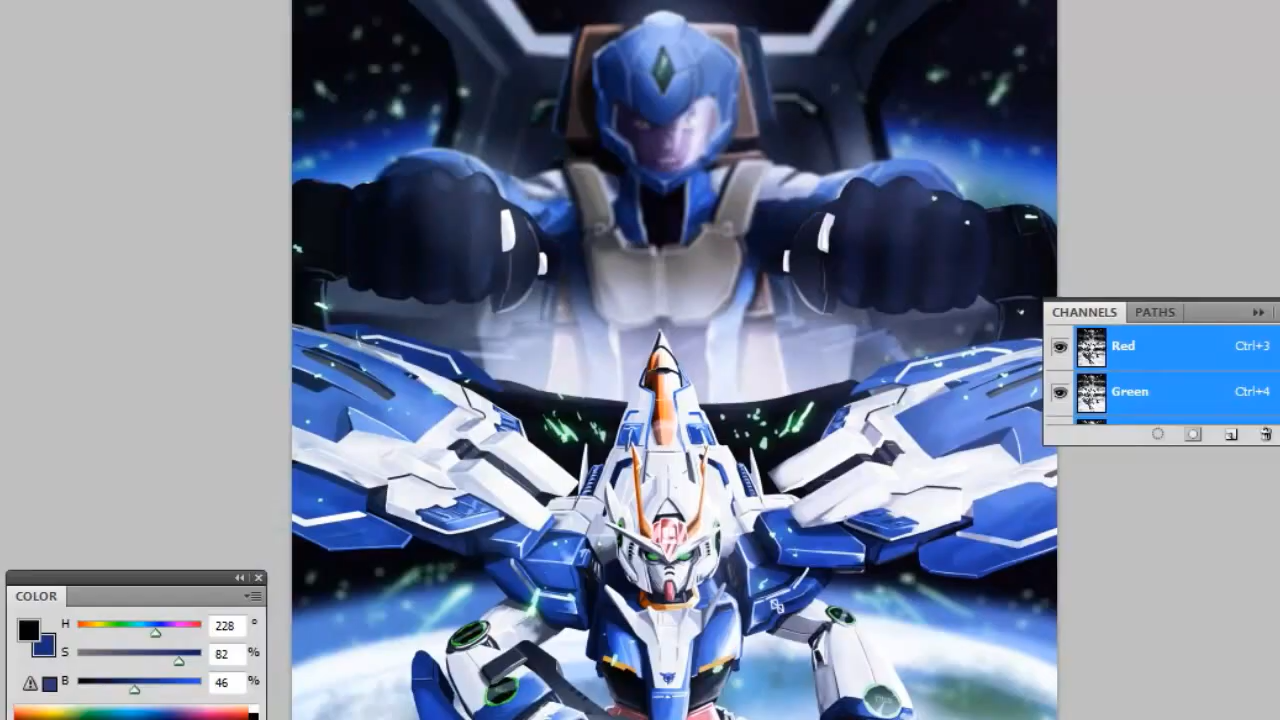 CHANNELS PATHS
Red Ctrl+3
Green Ctrl+4
COLOR
H 228 °
S 82 %
B 46 %